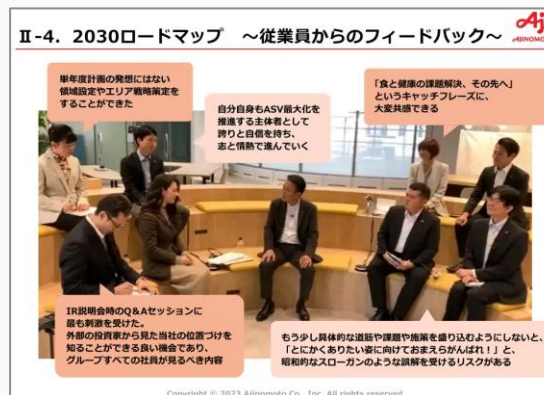 Ⅱ-4. 2030ロードマップ ～従業員からのフィードバック～
Aj
AJINOMO
単年度計画の発想にはない
領域設定やエリア戦略策定を
することができた
自分自身もASV最大化を
推進する主体者として
誇りと自信を持ち、
志と情熱で進んでいく
「食と健康の課題解決、その先へ」
というキャッチフレーズに、
大変共感できる
IR説明会時のQ&Aセッションに
最も刺激を受けた。
外部の投資家から見た当社の位置づけを
知ることができる良い機会であり、
グループすべての社員が見るべき内容
もう少し具体的な道筋や課題や施策を盛り込むようにしないと、
「とにかくありたい姿に向けておまえらがんばれ！」と、
昭和的なスローガンのような誤解を受けるリスクがある
Copyright © 2023 Ajinomoto Co., Inc. All rights reserved